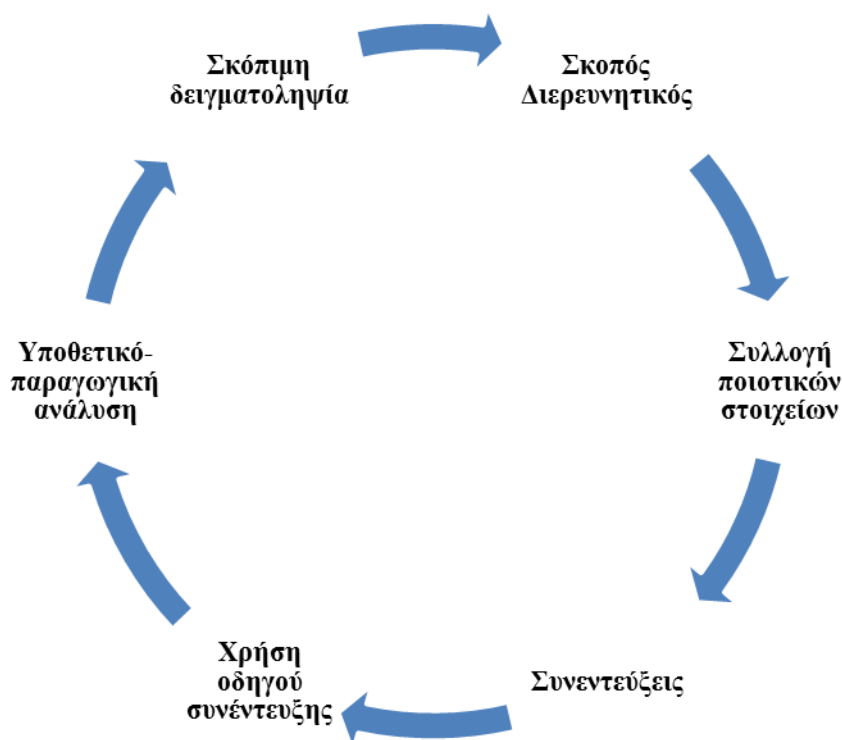 Σκόπιμη
δειγματοληψία
Σκοπός
Διερευνητικός
Συλλογή
ποιοτικών
στοιχείων
Συνεντεύξεις
Χρήση
οδηγού
συνέντευξης
Υποθετικό-
παραγωγική
ανάλυση